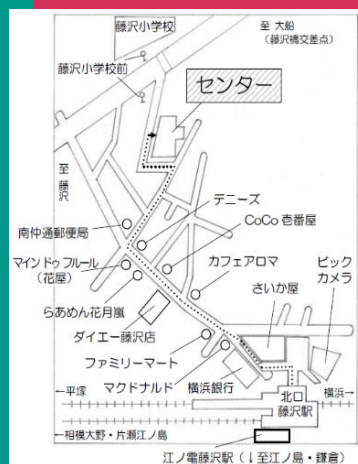 藤沢小学校
至 大船
(藤沢橋交差点)
藤沢小学校前
センター
至 藤沢
デニーズ
南仲通郵便局
CoCo 壱番屋
マインドゥ フルール
(花屋)
カフェアロマ
ビック
カメラ
さいか屋
らあめん花月嵐
ダイエー藤沢店
ファミリーマート
マクドナルド
横浜銀行
←平塚
北口
藤沢駅
横浜→
←相模大野・片瀬江ノ島
江ノ電藤沢駅(↓至江ノ島・鎌倉)